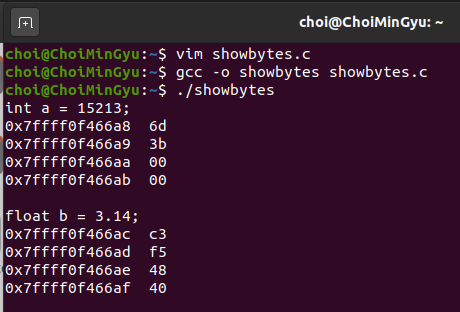 choi@ChoiMinGyu: ~
choi@ChoiMinGyu:~$ vim showbytes.c
choi@ChoiMinGyu:~$ gcc -o showbytes showbytes.c
choi@ChoiMinGyu:~$ ./showbytes
int a = 15213;
0x7ffff0f466a8  6d
0x7ffff0f466a9  3b
0x7ffff0f466aa  00
0x7ffff0f466ab  00

float b = 3.14;
0x7ffff0f466ac  c3
0x7ffff0f466ad  f5
0x7ffff0f466ae  48
0x7ffff0f466af  40